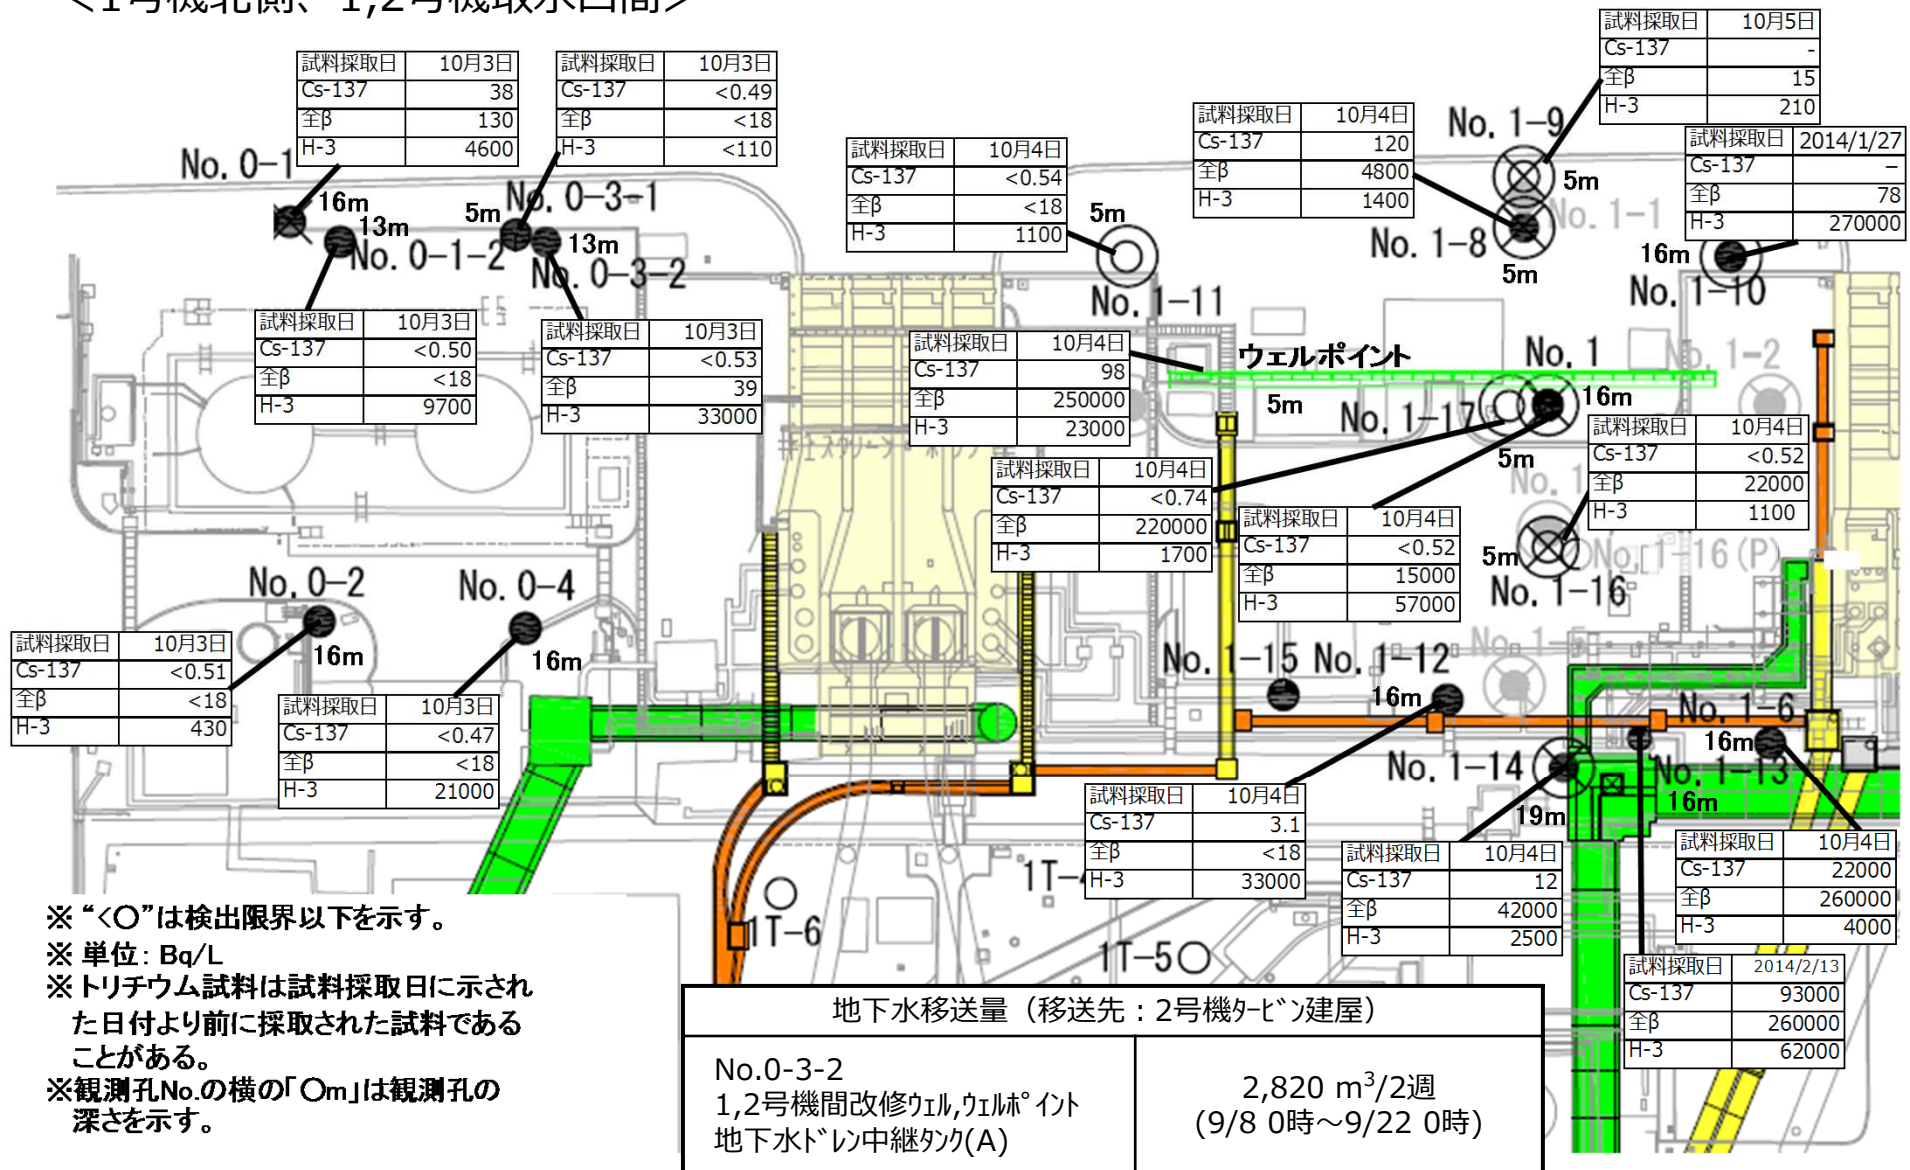 <1号機北側、1,2号機取水口間>
試料採取日 10月5日
Cs-137 -
全β 15
H-3 210
試料採取日 10月3日
Cs-137 38
全β 130
H-3 4600
試料採取日 10月3日
Cs-137 <0.49
全β <18
H-3 <110
試料採取日 10月4日
Cs-137 120
全β 4800
H-3 1400
No. 1-9
5m
試料採取日 2014/1/27
Cs-137 –
全β 78
H-3 270000
試料採取日 10月4日
Cs-137 <0.54
全β <18
H-3 1100
No. 0-1
16m
13m
No. 0-1-2
5m
No. 0-3-1
13m
No. 0-3-2
5m
No. 1-11
No. 1-1
No. 1-8
5m
16m
No. 1-10
試料採取日 10月3日
Cs-137 <0.50
全β <18
H-3 9700
試料採取日 10月3日
Cs-137 <0.53
全β 39
H-3 33000
試料採取日 10月4日
Cs-137 98
全β 250000
H-3 23000
ウェルポイント
5m
No. 1
16m
No. 1-2
No. 1-17
5m
試料採取日 10月4日
Cs-137 <0.52
全β 22000
H-3 1100
試料採取日 10月4日
Cs-137 <0.74
全β 220000
H-3 1700
試料採取日 10月4日
Cs-137 <0.52
全β 15000
H-3 57000
5m
No. 1-16(P)
No. 1-16
No. 0-2
16m
No. 0-4
16m
試料採取日 10月3日
Cs-137 <0.51
全β <18
H-3 430
試料採取日 10月3日
Cs-137 <0.47
全β <18
H-3 21000
No. 1-15
No. 1-12
16m
No. 1-5
No. 1-6
16m
No. 1-14
19m
No. 1-13
16m
試料採取日 10月4日
Cs-137 3.1
全β <18
H-3 33000
試料採取日 10月4日
Cs-137 12
全β 42000
H-3 2500
試料採取日 10月4日
Cs-137 22000
全β 260000
H-3 4000
試料採取日 2014/2/13
Cs-137 93000
全β 260000
H-3 62000
1T-6
1T-5
※ “<〇”は検出限界以下を示す。
※ 単位: Bq/L
※ トリチウム試料は試料採取日に示され
た日付より前に採取された試料である
ことがある。
※観測孔No.の横の「〇m」は観測孔の
深さを示す。
地下水移送量（移送先：2号機ﾀｰﾋﾞﾝ建屋）
No.0-3-2
1,2号機間改修ｳｪﾙ,ｳｪﾙﾎﾟｲﾝﾄ
地下水ﾄﾞﾚﾝ中継ﾀﾝｸ(A)
2,820 m³/2週
(9/8 0時～9/22 0時)